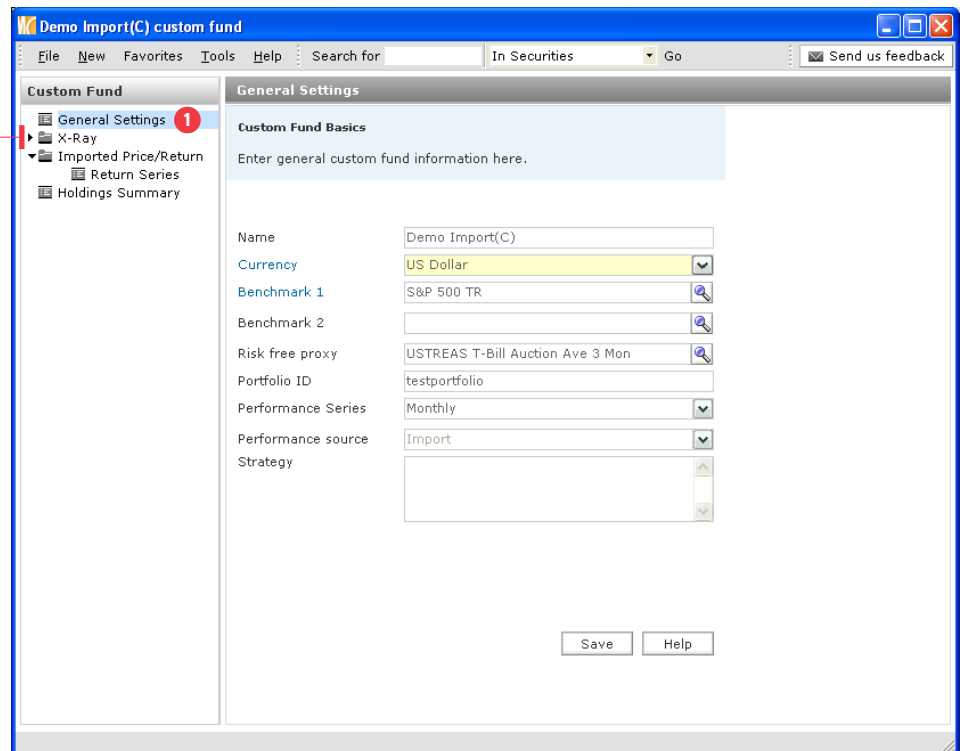 Demo Import(C) custom fund
File New Favorites Tools Help Search for In Securities Go Send us feedback
Custom Fund
General Settings 1
X-Ray
Imported Price/Return
Return Series
Holdings Summary
General Settings
Custom Fund Basics
Enter general custom fund information here.
Name Demo Import(C)
Currency US Dollar
Benchmark 1 S&P 500 TR
Benchmark 2
Risk free proxy USTREAS T-Bill Auction Ave 3 Mon
Portfolio ID testportfolio
Performance Series Monthly
Performance source Import
Strategy
Save Help